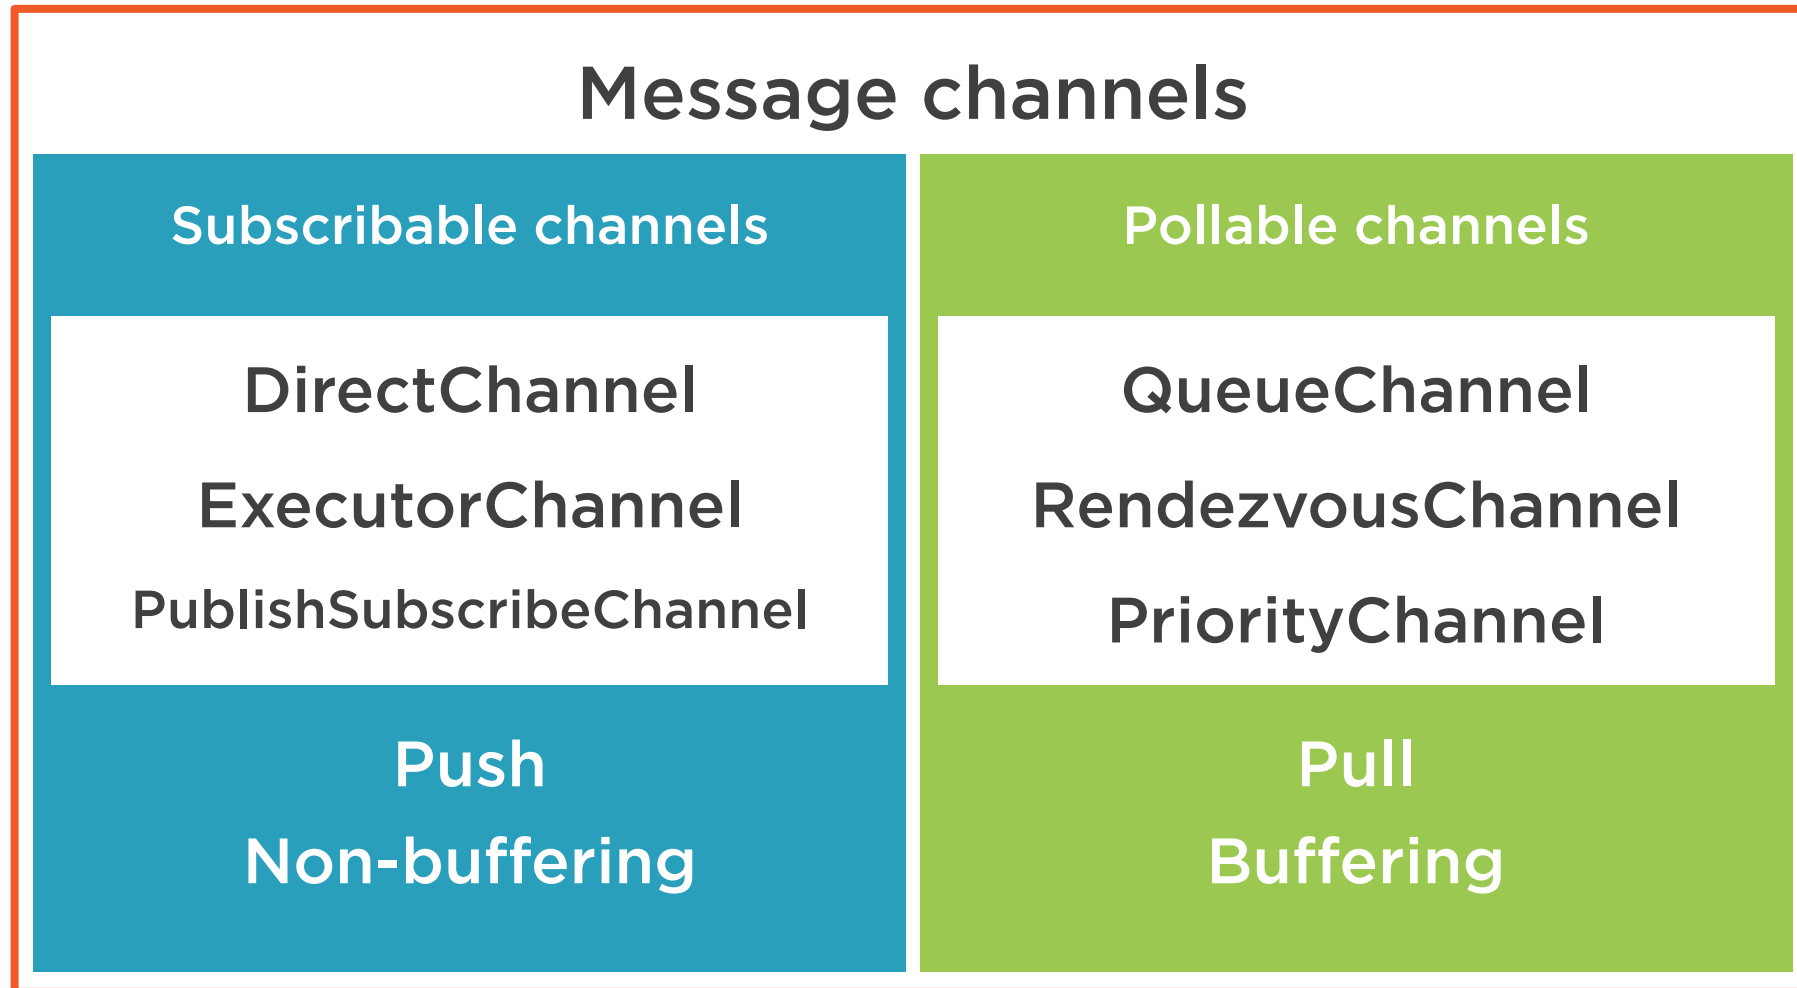 Message channels
Subscribable channels
DirectChannel
ExecutorChannel
PublishSubscribeChannel
Push
Non-buffering
Pollable channels
QueueChannel
RendezvousChannel
PriorityChannel
Pull
Buffering